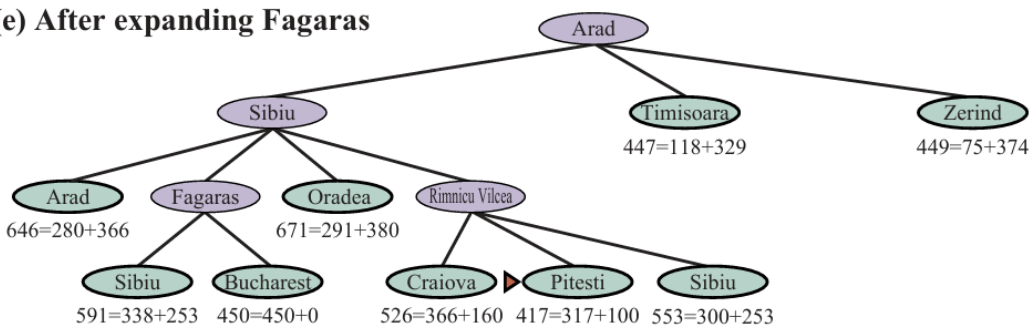 (e) After expanding Fagaras
Arad
Sibiu
Timisoara
Zerind
447=118+329
449=75+374
Arad
Fagaras
Oradea
Rimnicu Vilcea
646=280+366
671=291+380
Sibiu
Bucharest
Craiova
Pitesti
Sibiu
591=338+253
450=450+0
526=366+160
417=317+100
553=300+253